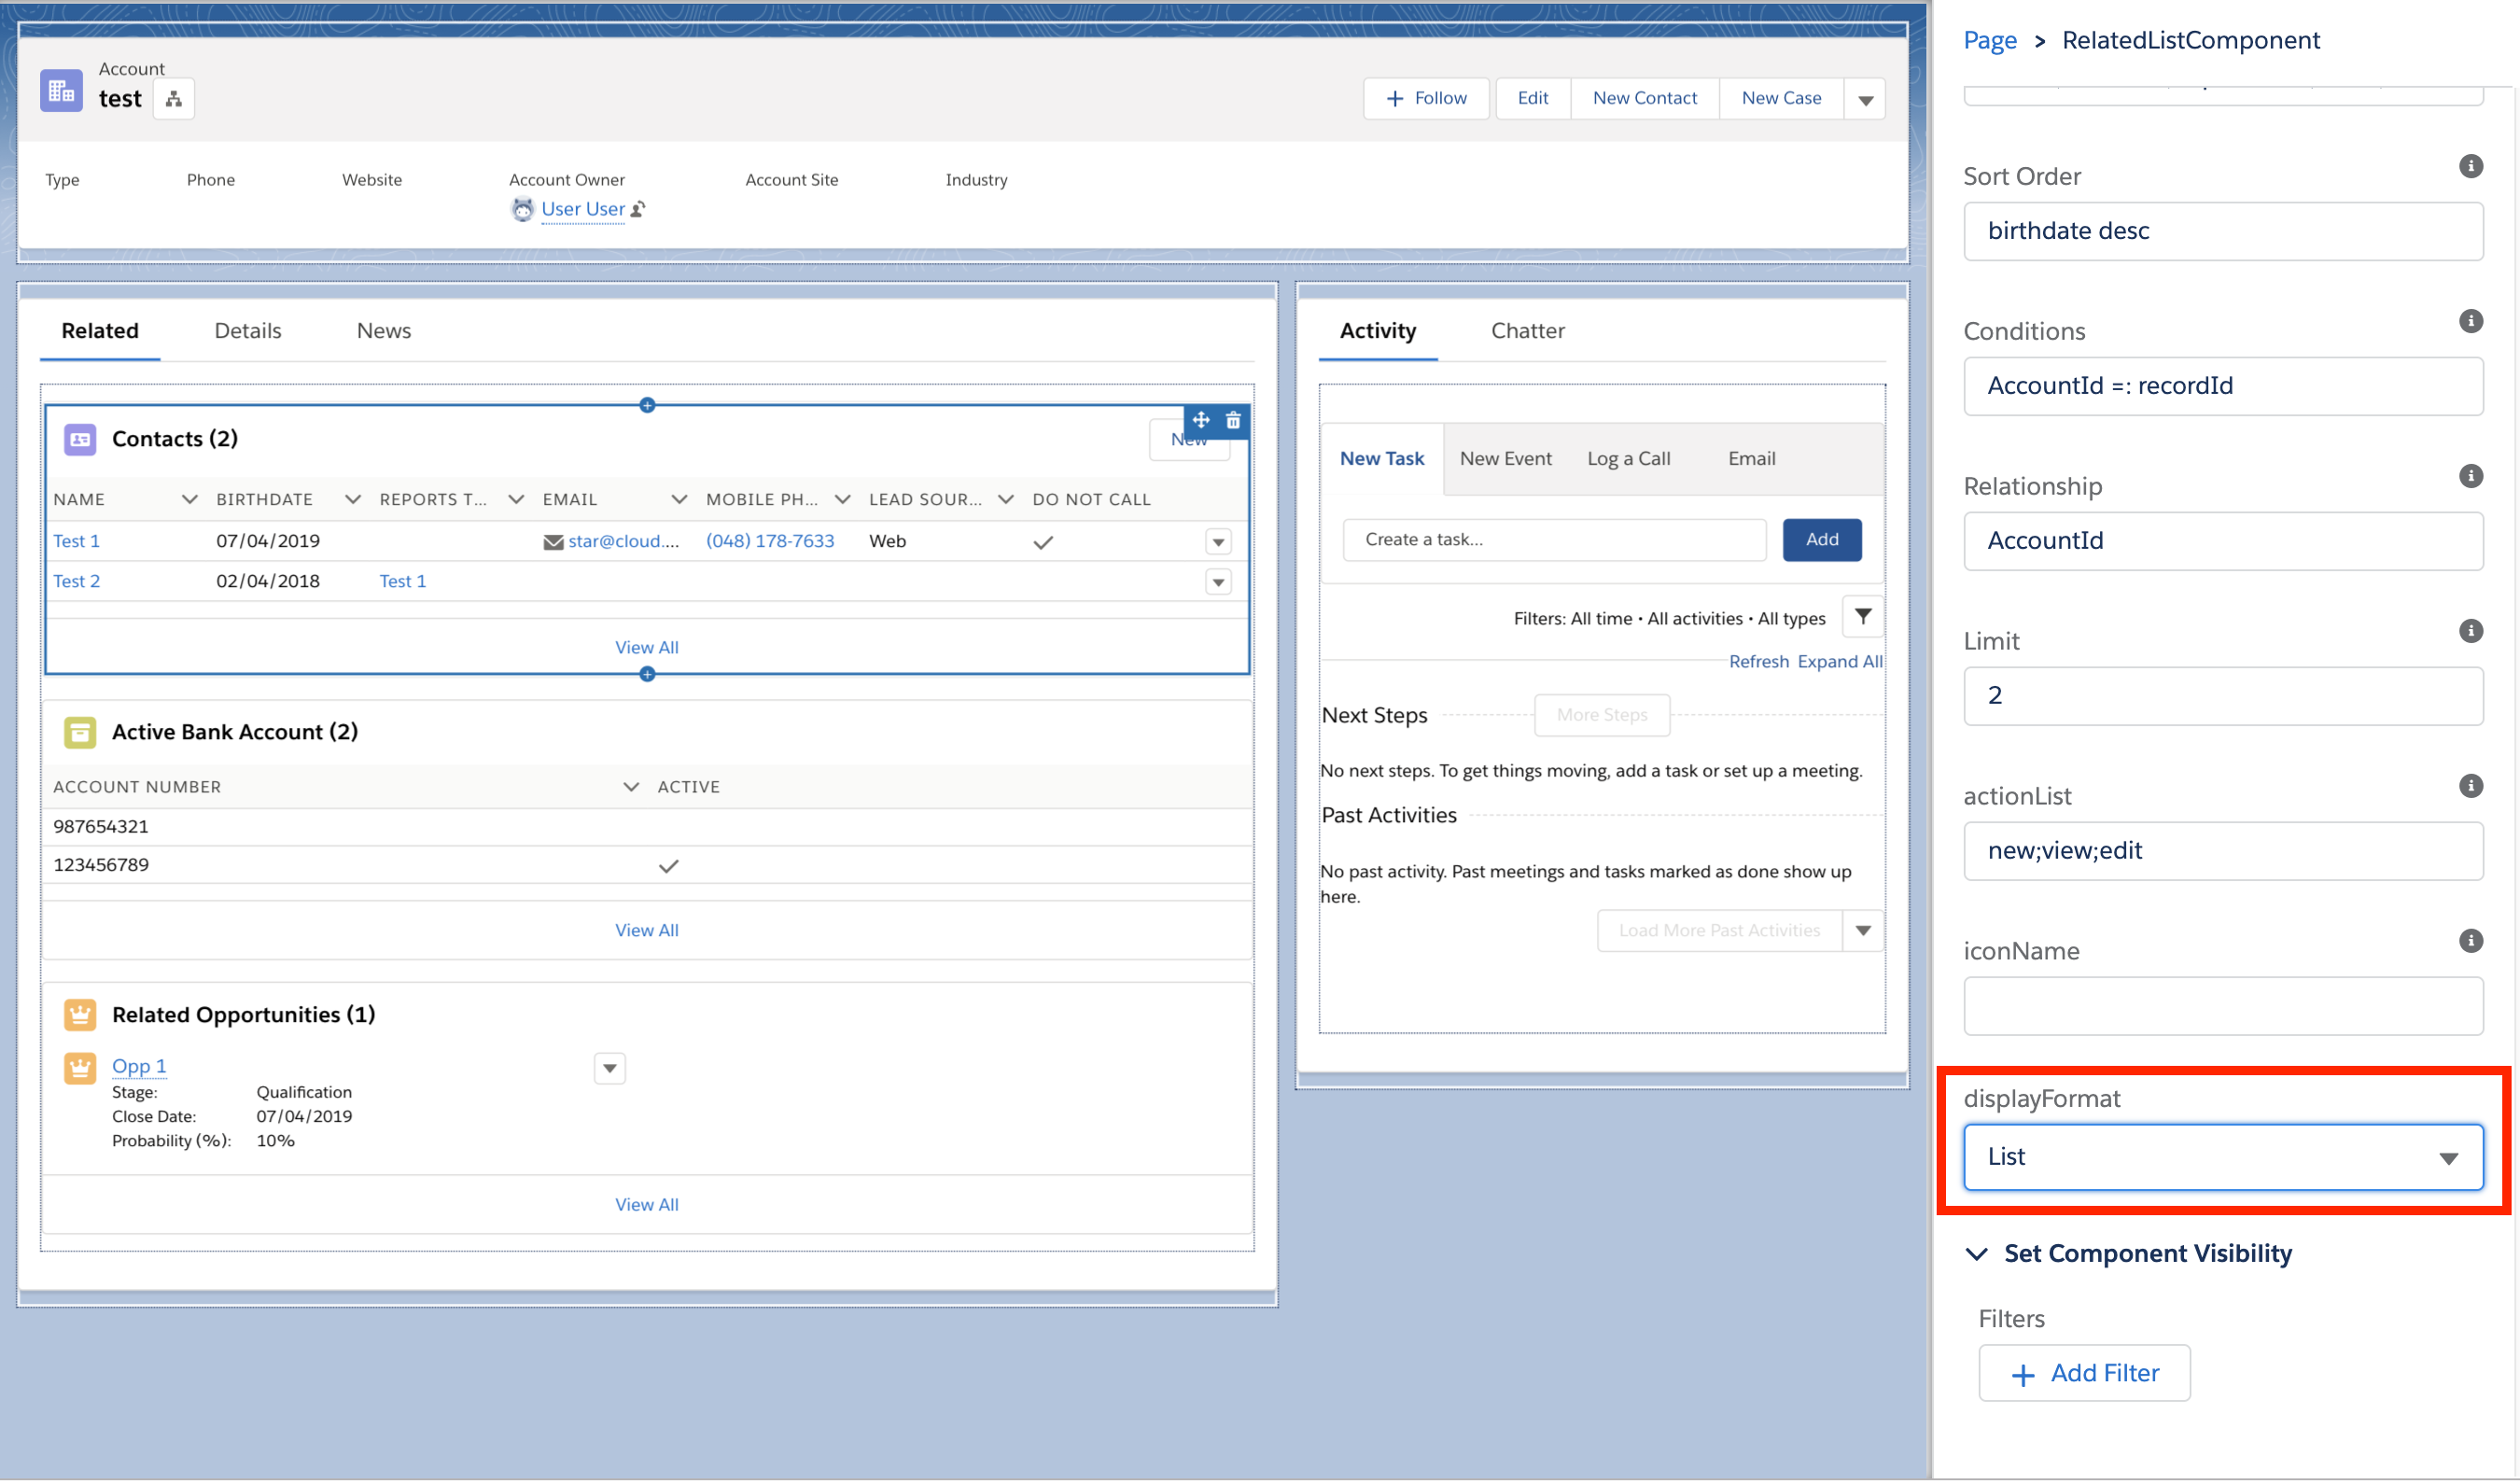 Account
test
Follow
Edit
New Contact
New Case
Type
Phone
Website
Account Owner
Account Site
Industry
User User
Related
Details
News
Contacts (2)
New
NAME
BIRTHDATE
REPORTS T...
EMAIL
MOBILE PH...
LEAD SOUR...
DO NOT CALL
Test 1
07/04/2019
star@cloud....
(048) 178-7633
Web
Test 2
02/04/2018
Test 1
View All
Active Bank Account (2)
ACCOUNT NUMBER
ACTIVE
987654321
123456789
View All
Related Opportunities (1)
Opp 1
Stage: Qualification
Close Date: 07/04/2019
Probability (%): 10%
View All
Activity
Chatter
New Task
New Event
Log a Call
Email
Create a task...
Add
Filters: All time • All activities • All types
Refresh
Expand All
Next Steps
More Steps
No next steps. To get things moving, add a task or set up a meeting.
Past Activities
No past activity. Past meetings and tasks marked as done show up
here.
Load More Past Activities
Page > RelatedListComponent
Sort Order
birthdate desc
Conditions
AccountId =: recordId
Relationship
AccountId
Limit
2
actionList
new;view;edit
iconName
displayFormat
List
Set Component Visibility
Filters
Add Filter